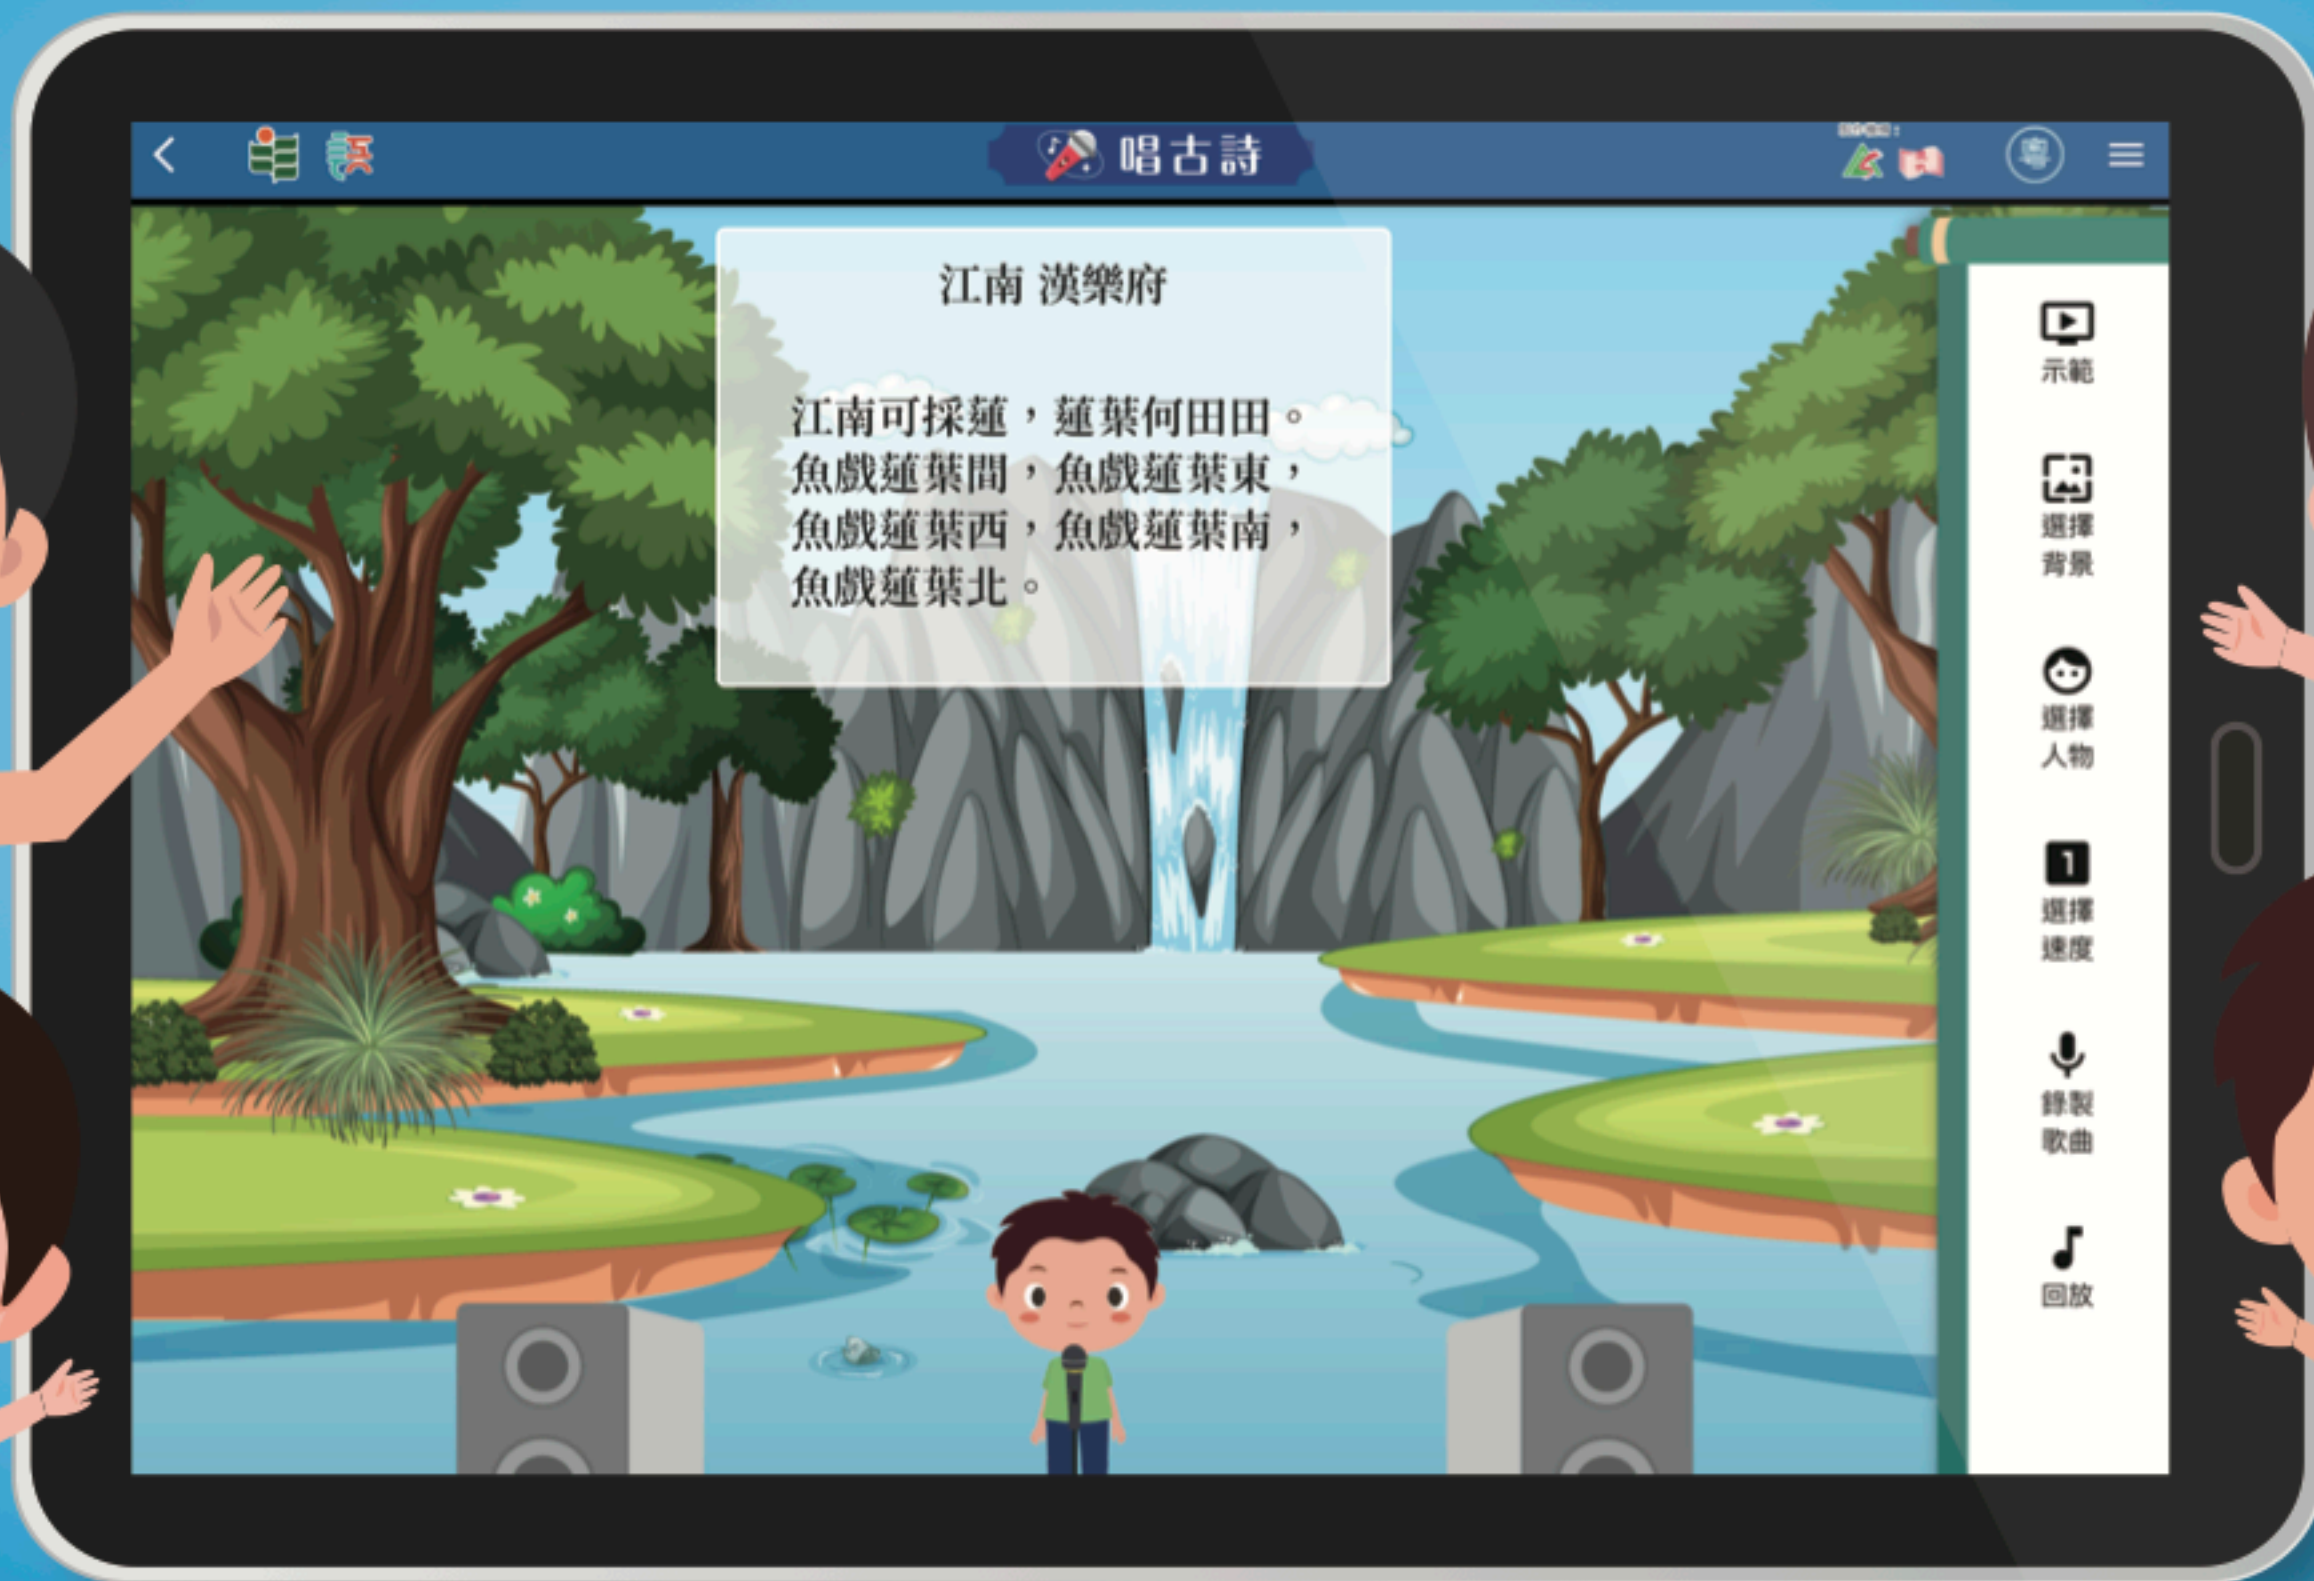 唱古詩
粵
江南 漢樂府
江南可採蓮，蓮葉何田田。
魚戲蓮葉間，魚戲蓮葉東，
魚戲蓮葉西，魚戲蓮葉南，
魚戲蓮葉北。
示範
選擇
背景
選擇
人物
1
選擇
速度
錄製
歌曲
回放